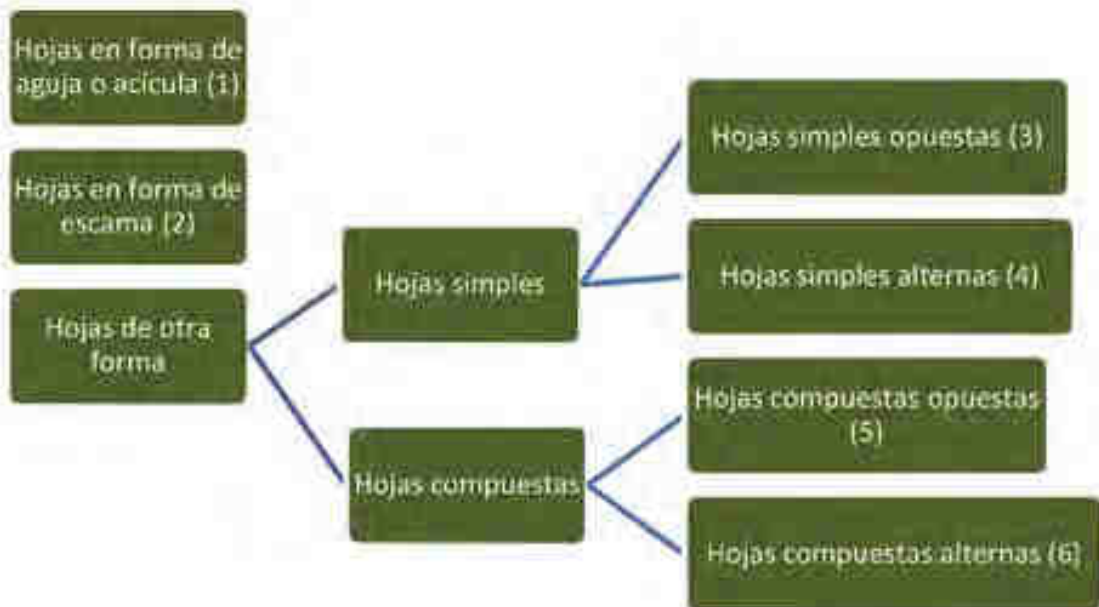 Hojas en forma de
aguja o acícula (1)
Hojas en forma de
escama (2)
Hojas de otra
forma
Hojas simples
Hojas compuestas
Hojas simples opuestas (3)
Hojas simples alternas (4)
Hojas compuestas opuestas
(5)
Hojas compuestas alternas (6)